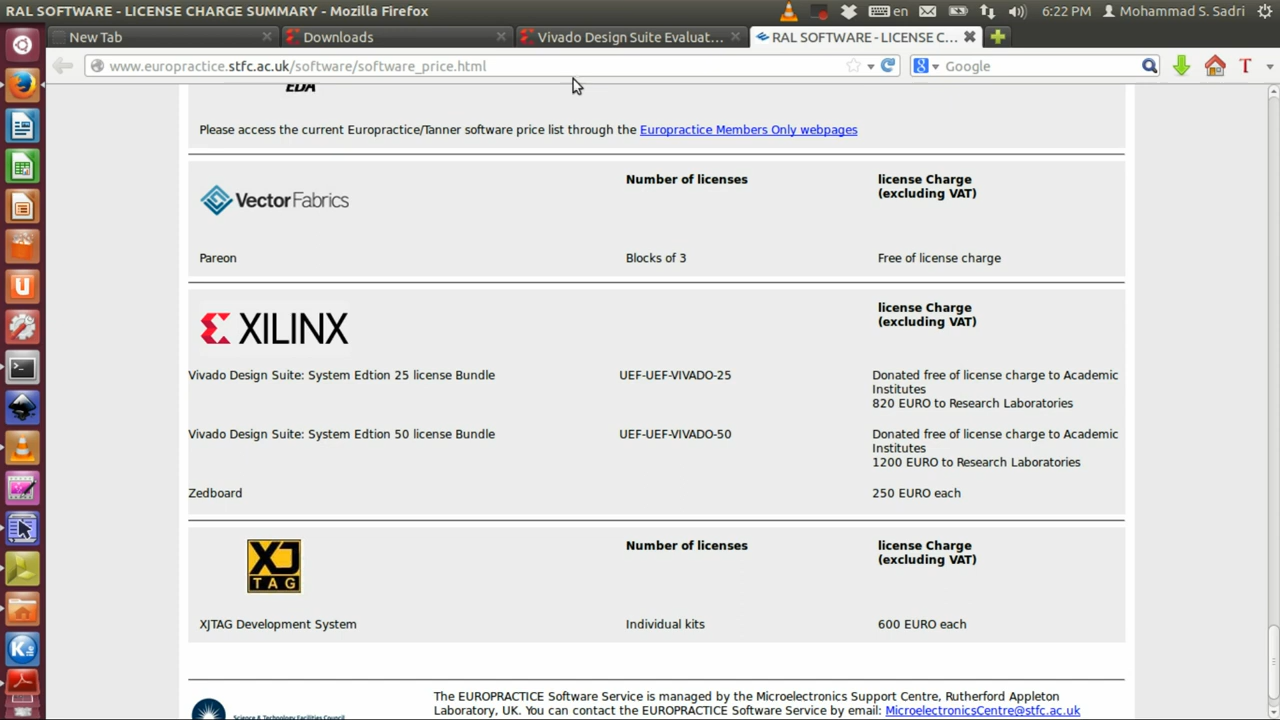 RAL SOFTWARE - LICENSE CHARGE SUMMARY - Mozilla Firefox
en
6:22 PM
Mohammad S. Sadri
New Tab
Downloads
Vivado Design Suite Evaluat...
RAL SOFTWARE - LICENSE C...
www.europractice.stfc.ac.uk/software/software_price.html
Google
EDA
Please access the current Europractice/Tanner software price list through the Europractice Members Only webpages
VectorFabrics
Number of licenses
license Charge
(excluding VAT)
Pareon
Blocks of 3
Free of license charge
XILINX
license Charge
(excluding VAT)
Vivado Design Suite: System Edtion 25 license Bundle
UEF-UEF-VIVADO-25
Donated free of license charge to Academic
Institutes
820 EURO to Research Laboratories
Vivado Design Suite: System Edtion 50 license Bundle
UEF-UEF-VIVADO-50
Donated free of license charge to Academic
Institutes
1200 EURO to Research Laboratories
Zedboard
250 EURO each
XJ
TAG
Number of licenses
license Charge
(excluding VAT)
XJTAG Development System
Individual kits
600 EURO each
The EUROPRACTICE Software Service is managed by the Microelectronics Support Centre, Rutherford Appleton
Laboratory, UK. You can contact the EUROPRACTICE Software Service by email: MicroelectronicsCentre@stfc.ac.uk
Science & Technology Facilities Council